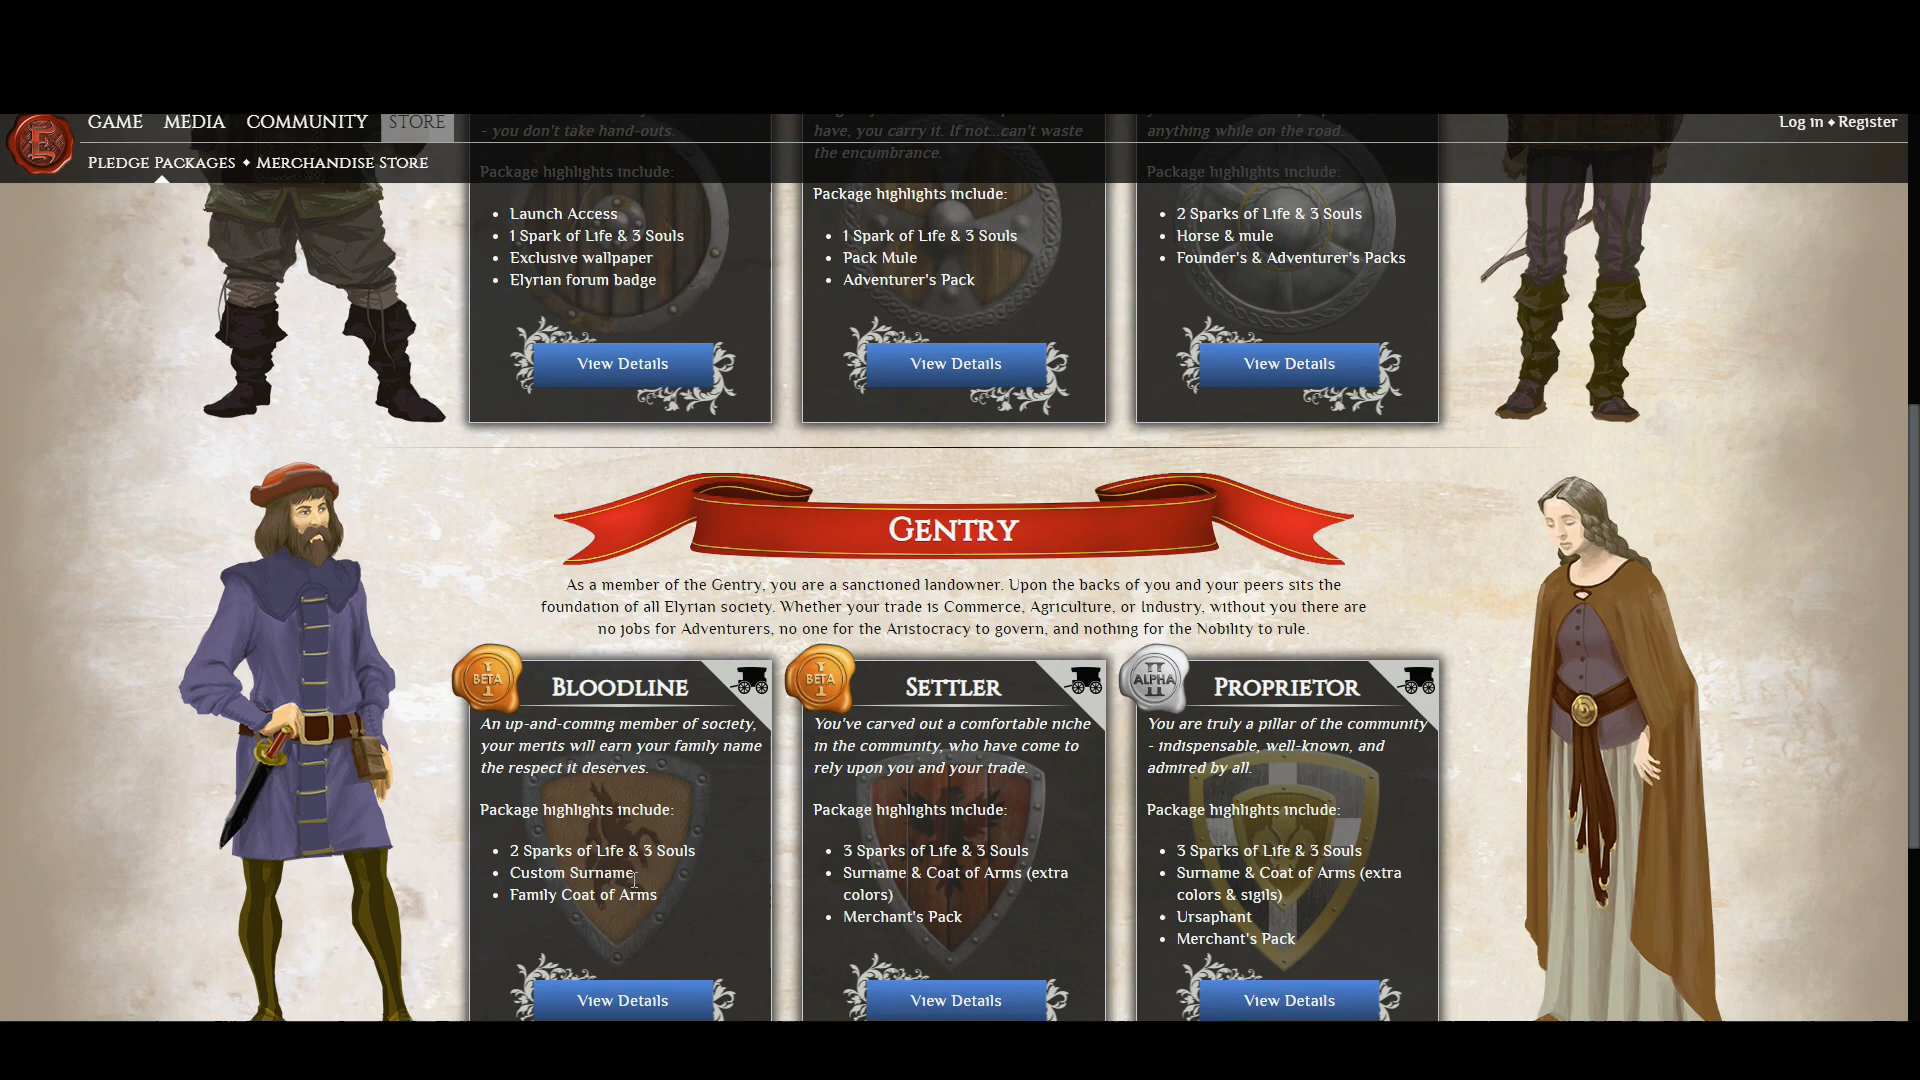 GAME MEDIA COMMUNITY STORE
Log in ♦ Register
PLEDGE PACKAGES ♦ MERCHANDISE STORE
- you don't take hand-outs.
Package highlights include:
Launch Access
1 Spark of Life & 3 Souls
Exclusive wallpaper
Elyrian forum badge
View Details
have, you carry it. If not...can't waste
the encumbrance.
Package highlights include:
1 Spark of Life & 3 Souls
Pack Mule
Adventurer's Pack
View Details
anything while on the road.
Package highlights include:
2 Sparks of Life & 3 Souls
Horse & mule
Founder's & Adventurer's Packs
View Details
GENTRY
As a member of the Gentry, you are a sanctioned landowner. Upon the backs of you and your peers sits the
foundation of all Elyrian society. Whether your trade is Commerce, Agriculture, or Industry, without you there are
no jobs for Adventurers, no one for the Aristocracy to govern, and nothing for the Nobility to rule.
I
BETA
I
BLOODLINE
An up-and-coming member of society,
your merits will earn your family name
the respect it deserves.
Package highlights include:
2 Sparks of Life & 3 Souls
Custom Surname
Family Coat of Arms
View Details
I
BETA
I
SETTLER
You've carved out a comfortable niche
in the community, who have come to
rely upon you and your trade.
Package highlights include:
3 Sparks of Life & 3 Souls
Surname & Coat of Arms (extra
colors)
Merchant's Pack
View Details
II
ALPHA
II
PROPRIETOR
You are truly a pillar of the community
- indispensable, well-known, and
admired by all.
Package highlights include:
3 Sparks of Life & 3 Souls
Surname & Coat of Arms (extra
colors & sigils)
Ursaphant
Merchant's Pack
View Details